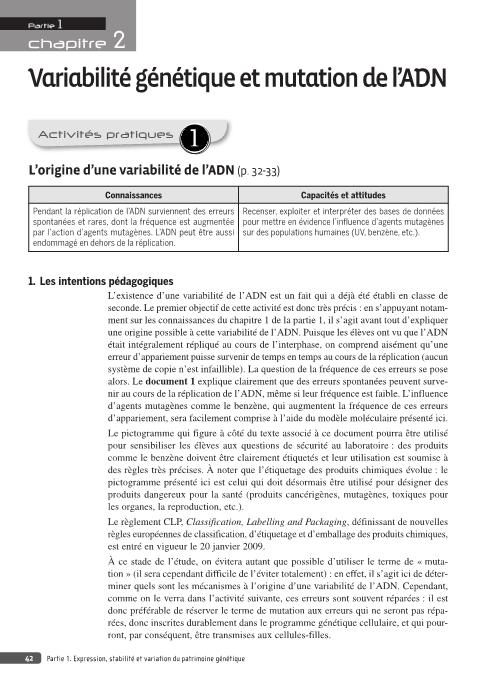 Partie 1
chapitre 2
Variabilité génétique et mutation de l'ADN
Activités pratiques 1
L'origine d'une variabilité de l'ADN (p. 32-33)
Connaissances
Capacités et attitudes
Pendant la réplication de l'ADN surviennent des erreurs
spontanées et rares, dont la fréquence est augmentée
par l'action d'agents mutagènes. L'ADN peut être aussi
endommagé en dehors de la réplication.
Recenser, exploiter et interpréter des bases de données
pour mettre en évidence l'influence d'agents mutagènes
sur des populations humaines (UV, benzène, etc.).
1. Les intentions pédagogiques
L'existence d'une variabilité de l'ADN est un fait qui a déjà été établi en classe de
seconde. Le premier objectif de cette activité est donc très précis : en s'appuyant notam-
ment sur les connaissances du chapitre 1 de la partie 1, il s'agit avant tout d'expliquer
une origine possible à cette variabilité de l'ADN. Puisque les élèves ont vu que l'ADN
était intégralement répliqué au cours de l'interphase, on comprend aisément qu'une
erreur d'appariement puisse survenir de temps en temps au cours de la réplication (aucun
système de copie n'est infaillible). La question de la fréquence de ces erreurs se pose
alors. Le document 1 explique clairement que des erreurs spontanées peuvent surve-
nir au cours de la réplication de l'ADN, même si leur fréquence est faible. L'influence
d'agents mutagènes comme le benzène, qui augmentent la fréquence de ces erreurs
d'appariement, sera facilement comprise à l'aide du modèle moléculaire présenté ici.
Le pictogramme qui figure à côté du texte associé à ce document pourra être utilisé
pour sensibiliser les élèves aux questions de sécurité au laboratoire : des produits
comme le benzène doivent être clairement étiquetés et leur utilisation est soumise à
des règles très précises. À noter que l'étiquetage des produits chimiques évolue : le
pictogramme présenté ici est celui qui doit désormais être utilisé pour désigner des
produits dangereux pour la santé (produits cancérigènes, mutagènes, toxiques pour
les organes, la reproduction, etc.).
Le règlement CLP, Classification, Labelling and Packaging, définissant de nouvelles
règles européennes de classification, d'étiquetage et d'emballage des produits chimiques,
est entré en vigueur le 20 janvier 2009.
À ce stade de l'étude, on évitera autant que possible d'utiliser le terme de « muta-
tion » (il sera cependant difficile de l'éviter totalement) : en effet, il s'agit ici de déter-
miner quels sont les mécanismes à l'origine d'une variabilité de l'ADN. Cependant,
comme on le verra dans l'activité suivante, ces erreurs sont souvent réparées : il est
donc préférable de réserver le terme de mutation aux erreurs qui ne seront pas répa-
rées, donc inscrites durablement dans le programme génétique cellulaire, et qui pour-
ront, par conséquent, être transmises aux cellules-filles.
42 Partie 1. Expression, stabilité et variation du patrimoine génétique